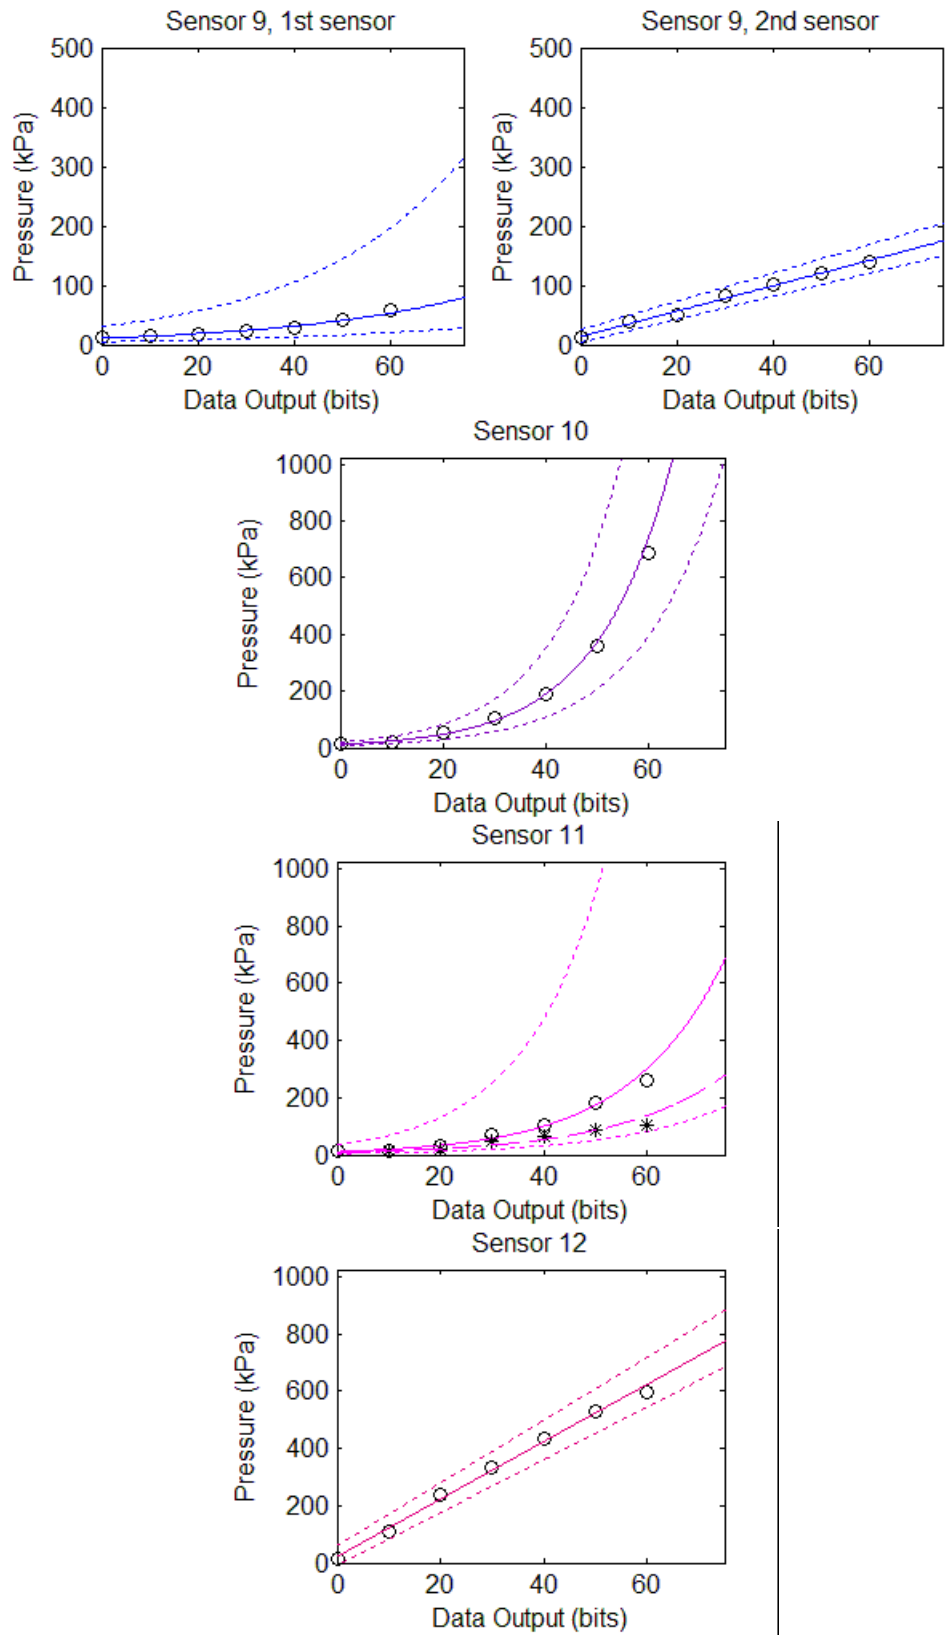 Sensor 9, 1st sensor
500
400
300
200
100
0
Pressure (kPa)
0 20 40 60
Data Output (bits)
Sensor 9, 2nd sensor
500
400
300
200
100
0
Pressure (kPa)
0 20 40 60
Data Output (bits)
Sensor 10
1000
800
600
400
200
0
Pressure (kPa)
0 20 40 60
Data Output (bits)
Sensor 11
1000
800
600
400
200
0
Pressure (kPa)
0 20 40 60
Data Output (bits)
Sensor 12
1000
800
600
400
200
0
Pressure (kPa)
0 20 40 60
Data Output (bits)